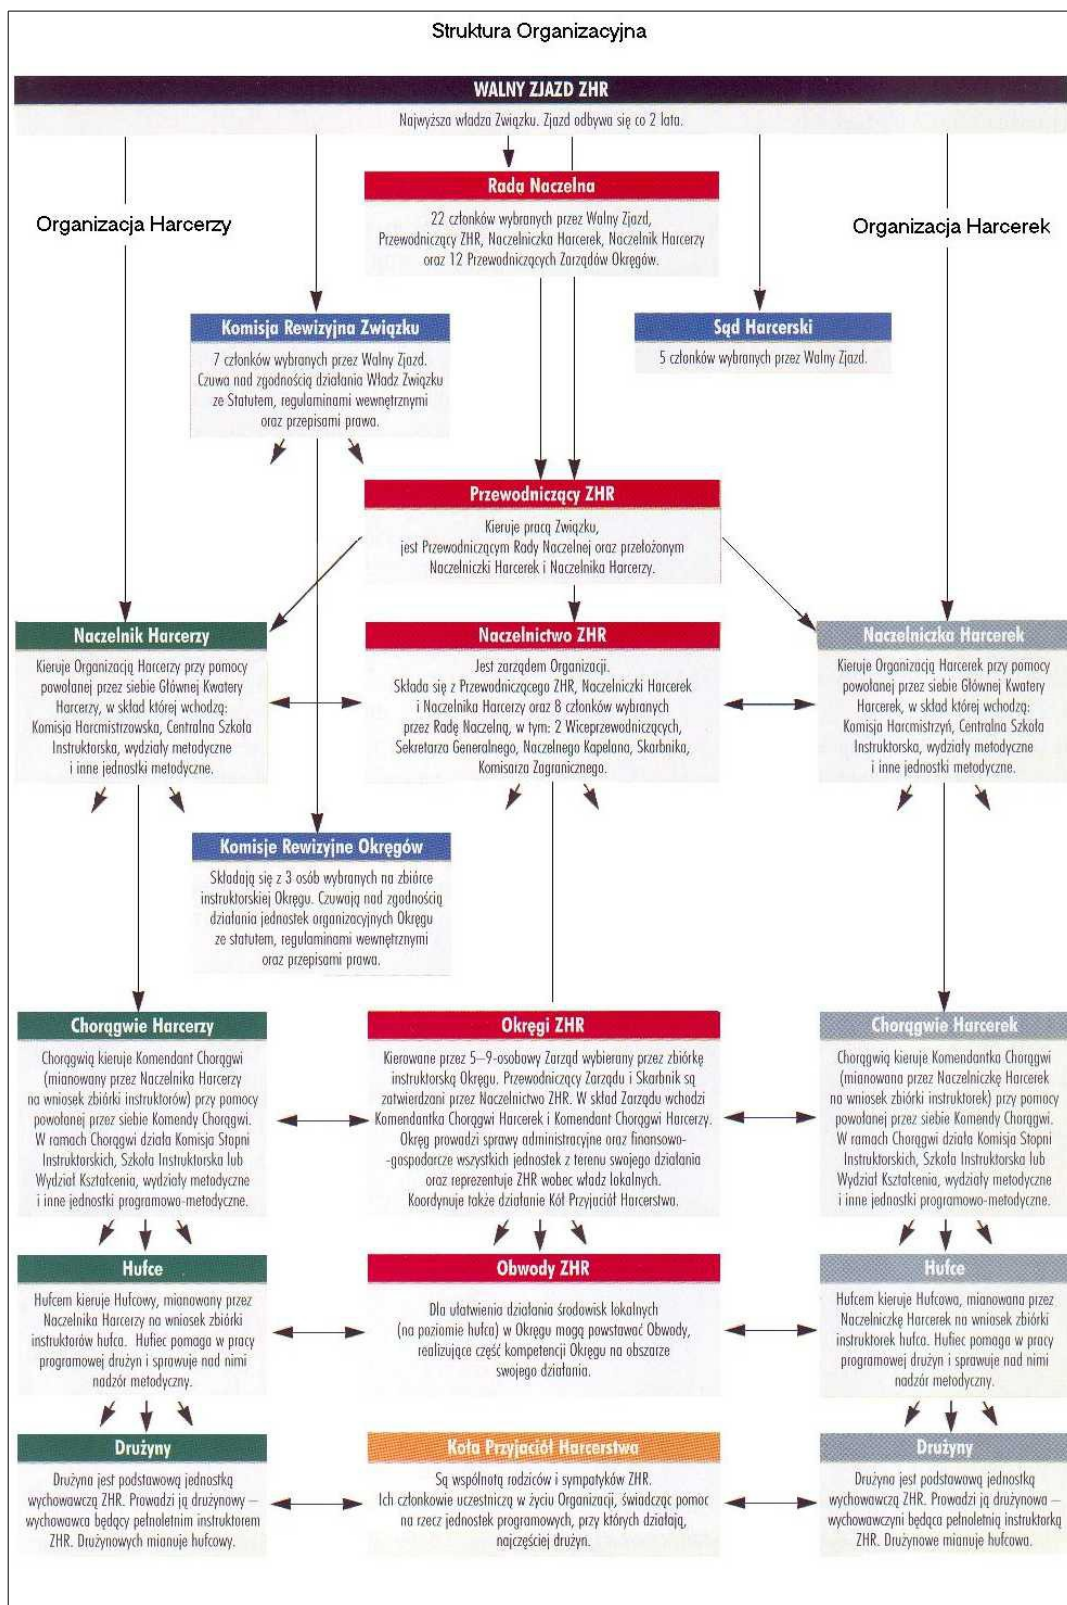 Struktura Organizacyjna
WALNY ZJAZD ZHR
Najwyższa władza Związku. Zjazd odbywa się co 2 lata.
Rada Naczelna
22 członków wybranych przez Walny Zjazd,
Przewodniczący ZHR, Naczelniczka Harcerek, Naczelnik Harcerzy
oraz 12 Przewodniczących Zarządów Okręgów.
Organizacja Harcerzy
Organizacja Harcerek
Komisja Rewizyjna Związku
7 członków wybranych przez Walny Zjazd.
Czuwa nad zgodnością działania Władz Związku
ze Statutem, regulaminami wewnętrznymi
oraz przepisami prawa.
Sąd Harcerski
5 członków wybranych przez Walny Zjazd.
Przewodniczący ZHR
Kieruje pracą Związku,
jest Przewodniczącym Rady Naczelnej oraz przełożonym
Naczelniczki Harcerek i Naczelnika Harcerzy.
Naczelnik Harcerzy
Kieruje Organizacją Harcerzy przy pomocy
powołanej przez siebie Głównej Kwatery
Harcerzy, w skład której wchodzą:
Komisja Harcmistrzowska, Centralna Szkoła
Instruktorska, wydziały metodyczne
i inne jednostki metodyczne.
Naczelnictwo ZHR
Jest zarządem Organizacji.
Składa się z Przewodniczącego ZHR, Naczelniczki Harcerek
i Naczelnika Harcerzy oraz 8 członków wybranych
przez Radę Naczelną, w tym: 2 Wiceprzewodniczących,
Sekretarza Generalnego, Naczelnego Kapelana, Skarbnika,
Komisarza Zagranicznego.
Naczelniczka Harcerek
Kieruje Organizacją Harcerek przy pomocy
powołanej przez siebie Głównej Kwatery
Harcerek, w skład której wchodzą:
Komisja Harcmistrzyń, Centralna Szkoła
Instruktorska, wydziały metodyczne
i inne jednostki metodyczne.
Komisje Rewizyjne Okręgów
Składają się z 3 osób wybranych na zbiórce
instruktorskiej Okręgu. Czuwają nad zgodnością
działania jednostek organizacyjnych Okręgu
ze statutem, regulaminami wewnętrznymi
oraz przepisami prawa.
Chorągwie Harcerzy
Chorągwią kieruje Komendant Chorągwi
(mianowany przez Naczelnika Harcerzy
na wniosek zbiórki instruktorów) przy pomocy
powołanej przez siebie Komendy Chorągwi.
W ramach Chorągwi działa Komisja Stopni
Instruktorskich, Szkoła Instruktorska lub
Wydział Kształcenia, wydziały metodyczne
i inne jednostki programowo-metodyczne.
Okręgi ZHR
Kierowane przez 5–9-osobowy Zarząd wybierany przez zbiórkę
instruktorską Okręgu. Przewodniczący Zarządu i Skarbnik są
zatwierdzani przez Naczelnictwo ZHR. W skład Zarządu wchodzi
Komendantka Chorągwi Harcerek i Komendant Chorągwi Harcerzy.
Okręg prowadzi sprawy administracyjne oraz finansowo-
-gospodarcze wszystkich jednostek z terenu swojego działania
oraz reprezentuje ZHR wobec władz lokalnych.
Koordynuje także działanie Kół Przyjaciół Harcerstwa.
Chorągwie Harcerek
Chorągwią kieruje Komendantka Chorągwi
(mianowana przez Naczelniczkę Harcerek
na wniosek zbiórki instruktorek) przy pomocy
powołanej przez siebie Komendy Chorągwi.
W ramach Chorągwi działa Komisja Stopni
Instruktorskich, Szkoła Instruktorska lub
Wydział Kształcenia, wydziały metodyczne
i inne jednostki programowo-metodyczne.
Hufce
Hufcem kieruje Hufcowy, mianowany przez
Naczelnika Harcerzy na wniosek zbiórki
instruktorów hufca. Hufiec pomaga w pracy
programowej drużyn i sprawuje nad nimi
nadzór metodyczny.
Obwody ZHR
Dla ułatwienia działania środowisk lokalnych
(na poziomie hufca) w Okręgu mogą powstawać Obwody,
realizujące część kompetencji Okręgu na obszarze
swojego działania.
Hufce
Hufcem kieruje Hufcowa, mianowana przez
Naczelniczkę Harcerek na wniosek zbiórki
instruktorek hufca. Hufiec pomaga w pracy
programowej drużyn i sprawuje nad nimi
nadzór metodyczny.
Drużyny
Drużyna jest podstawową jednostką
wychowawczą ZHR. Prowadzi ją drużynowy –
wychowawca będący pełnoletnim instruktorem
ZHR. Drużynowych mianuje hufcowy.
Koła Przyjaciół Harcerstwa
Są wspólnotą rodziców i sympatyków ZHR.
Ich członkowie uczestniczą w życiu Organizacji, świadcząc pomoc
na rzecz jednostek programowych, przy których działają,
najczęściej drużyn.
Drużyny
Drużyna jest podstawową jednostką
wychowawczą ZHR. Prowadzi ją drużynowa –
wychowawczyni będąca pełnoletnią instruktorką
ZHR. Drużynowe mianuje hufcowa.